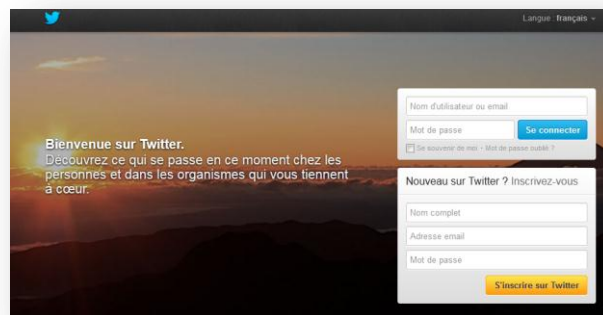 Langue : français
Bienvenue sur Twitter.
Découvrez ce qui se passe en ce moment chez les
personnes et dans les organismes qui vous tiennent
à cœur.
Nom d'utilisateur ou email
Mot de passe
Se connecter
Se souvenir de moi · Mot de passe oublié ?
Nouveau sur Twitter ? Inscrivez-vous
Nom complet
Adresse email
Mot de passe
S'inscrire sur Twitter